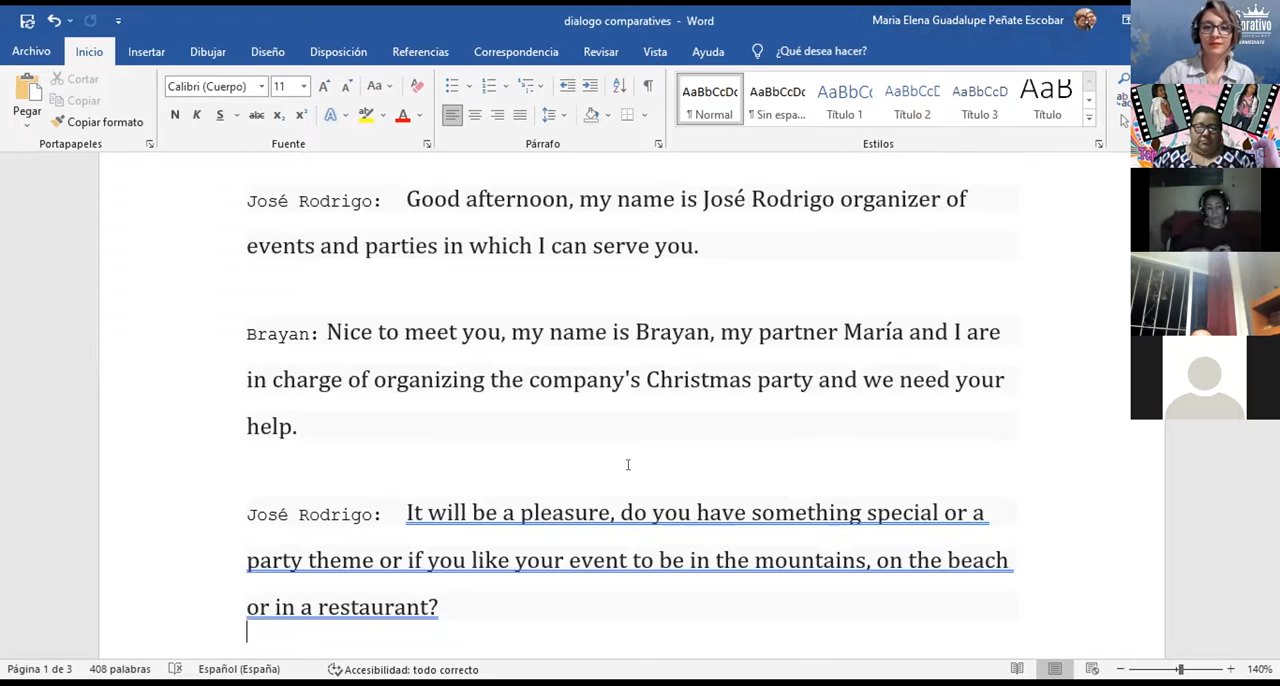 dialogo comparatives - Word
Maria Elena Guadalupe Peñate Escobar
Archivo Inicio Insertar Dibujar Diseño Disposición Referencias Correspondencia Revisar Vista Ayuda ¿Qué desea hacer?
Pegar
Cortar
Copiar
Copiar formato
Portapapeles
Calibri (Cuerpo) 11
N K S abc x₂ x²
Fuente
Párrafo
AaBbCcDc AaBbCcDc AaBbCc AaBbCcD AaBbCcD AaB
¶ Normal ¶ Sin espa... Título 1 Título 2 Título 3 Título
Estilos
José Rodrigo: Good afternoon, my name is José Rodrigo organizer of
events and parties in which I can serve you.
Brayan: Nice to meet you, my name is Brayan, my partner María and I are
in charge of organizing the company's Christmas party and we need your
help.
José Rodrigo: It will be a pleasure, do you have something special or a
party theme or if you like your event to be in the mountains, on the beach
or in a restaurant?
Página 1 de 3 408 palabras Español (España) Accesibilidad: todo correcto 140%